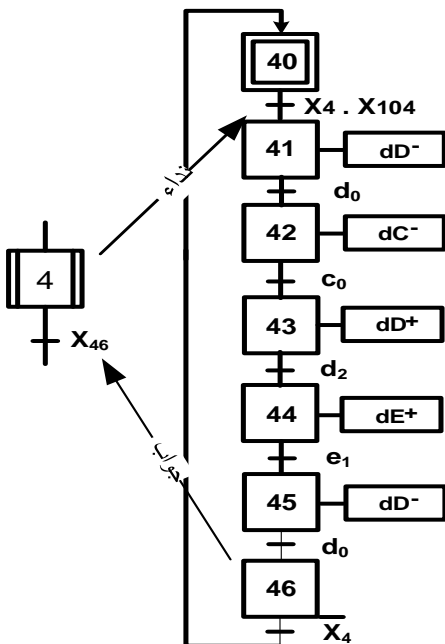 40
X₄ . X₁₀₄
41 dD⁻
نداء
d₀
42 dC⁻
4
c₀
43 dD⁺
X₄₆
d₂
44 dE⁺
جواب
e₁
45 dD⁻
d₀
46
X̅₄